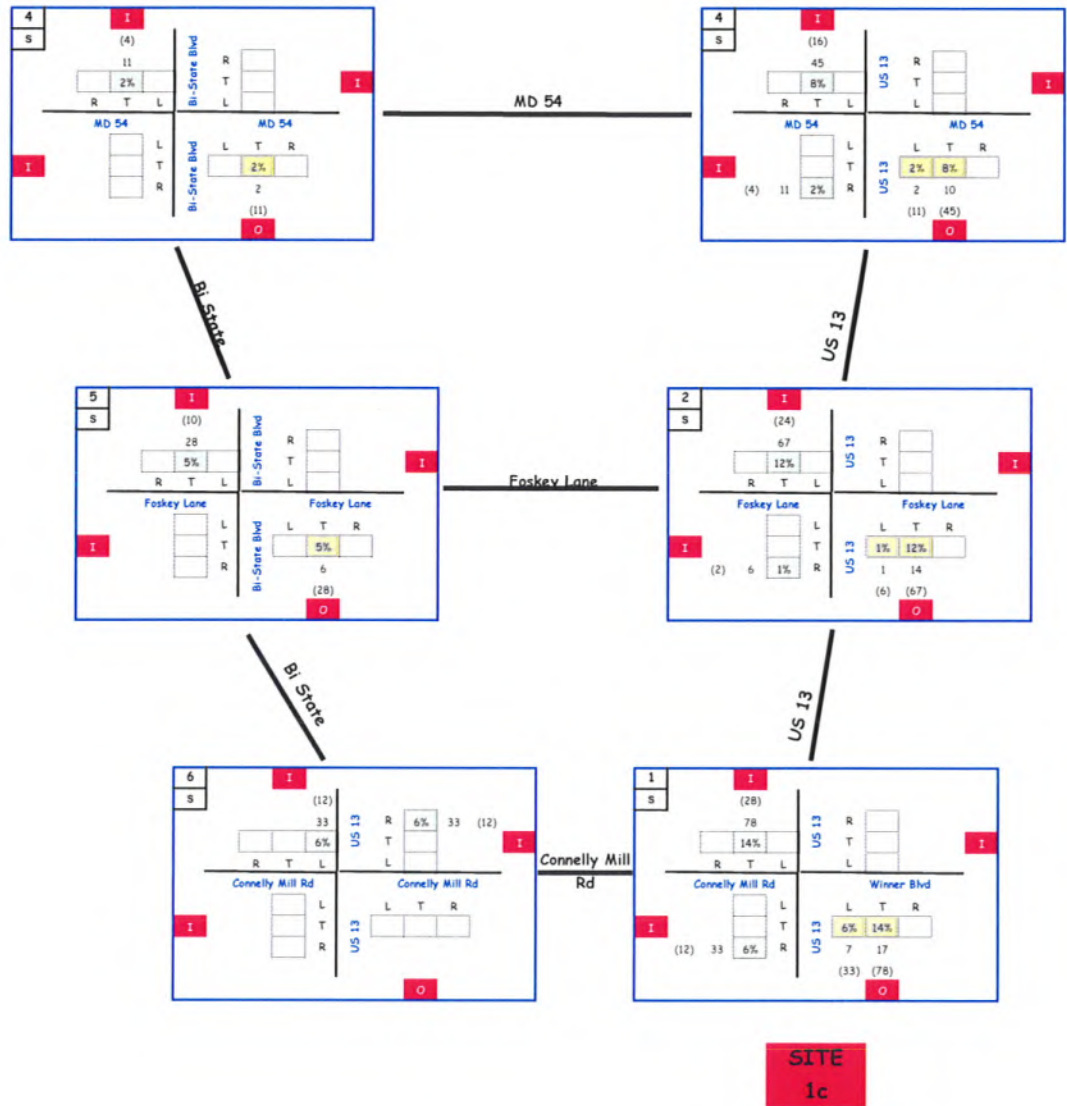 4
S
I
(4)
11
2%
R T L
Bi-State Blvd
R
T
L
I
MD 54
MD 54
I
L
T
R
Bi-State Blvd
L T R
2%
2
(11)
O
MD 54
4
S
I
(16)
45
8%
R T L
US 13
R
T
L
I
MD 54
MD 54
I
L
T
(4) 11 2% R
US 13
L T R
2% 8%
2 10
(11) (45)
O
Bi State
US 13
5
S
I
(10)
28
5%
R T L
Bi-State Blvd
R
T
L
I
Foskey Lane
Foskey Lane
I
L
T
R
Bi-State Blvd
L T R
5%
6
(28)
O
Foskey Lane
2
S
I
(24)
67
12%
R T L
US 13
R
T
L
I
Foskey Lane
Foskey Lane
I
L
T
(2) 6 1% R
US 13
L T R
1% 12%
1 14
(6) (67)
O
Bi State
US 13
6
S
I
(12)
33
6%
R T L
US 13
R 6% 33 (12)
T
L
I
Connelly Mill Rd
Connelly Mill Rd
I
L
T
R
US 13
L T R
O
Connelly Mill
Rd
1
S
I
(28)
78
14%
R T L
US 13
R
T
L
I
Connelly Mill Rd
Winner Blvd
I
L
T
(12) 33 6% R
US 13
L T R
6% 14%
7 17
(33) (78)
O
SITE
1c